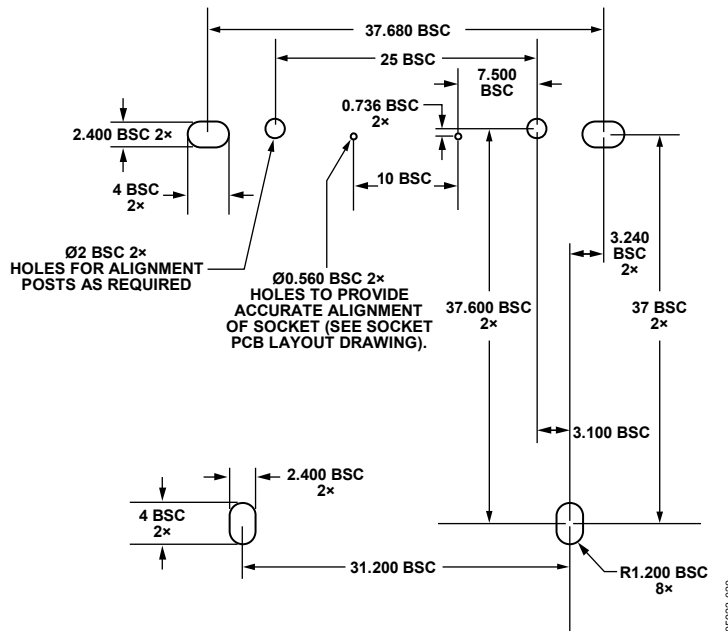 37.680 BSC
25 BSC
7.500
BSC
0.736 BSC
2×
2.400 BSC 2×
10 BSC
4 BSC
2×
3.240
BSC
2×
Ø2 BSC 2×
HOLES FOR ALIGNMENT
POSTS AS REQUIRED
Ø0.560 BSC 2×
HOLES TO PROVIDE
ACCURATE ALIGNMENT
OF SOCKET (SEE SOCKET
PCB LAYOUT DRAWING).
37.600 BSC
2×
37 BSC
2×
3.100 BSC
2.400 BSC
2×
4 BSC
2×
31.200 BSC
R1.200 BSC
8×